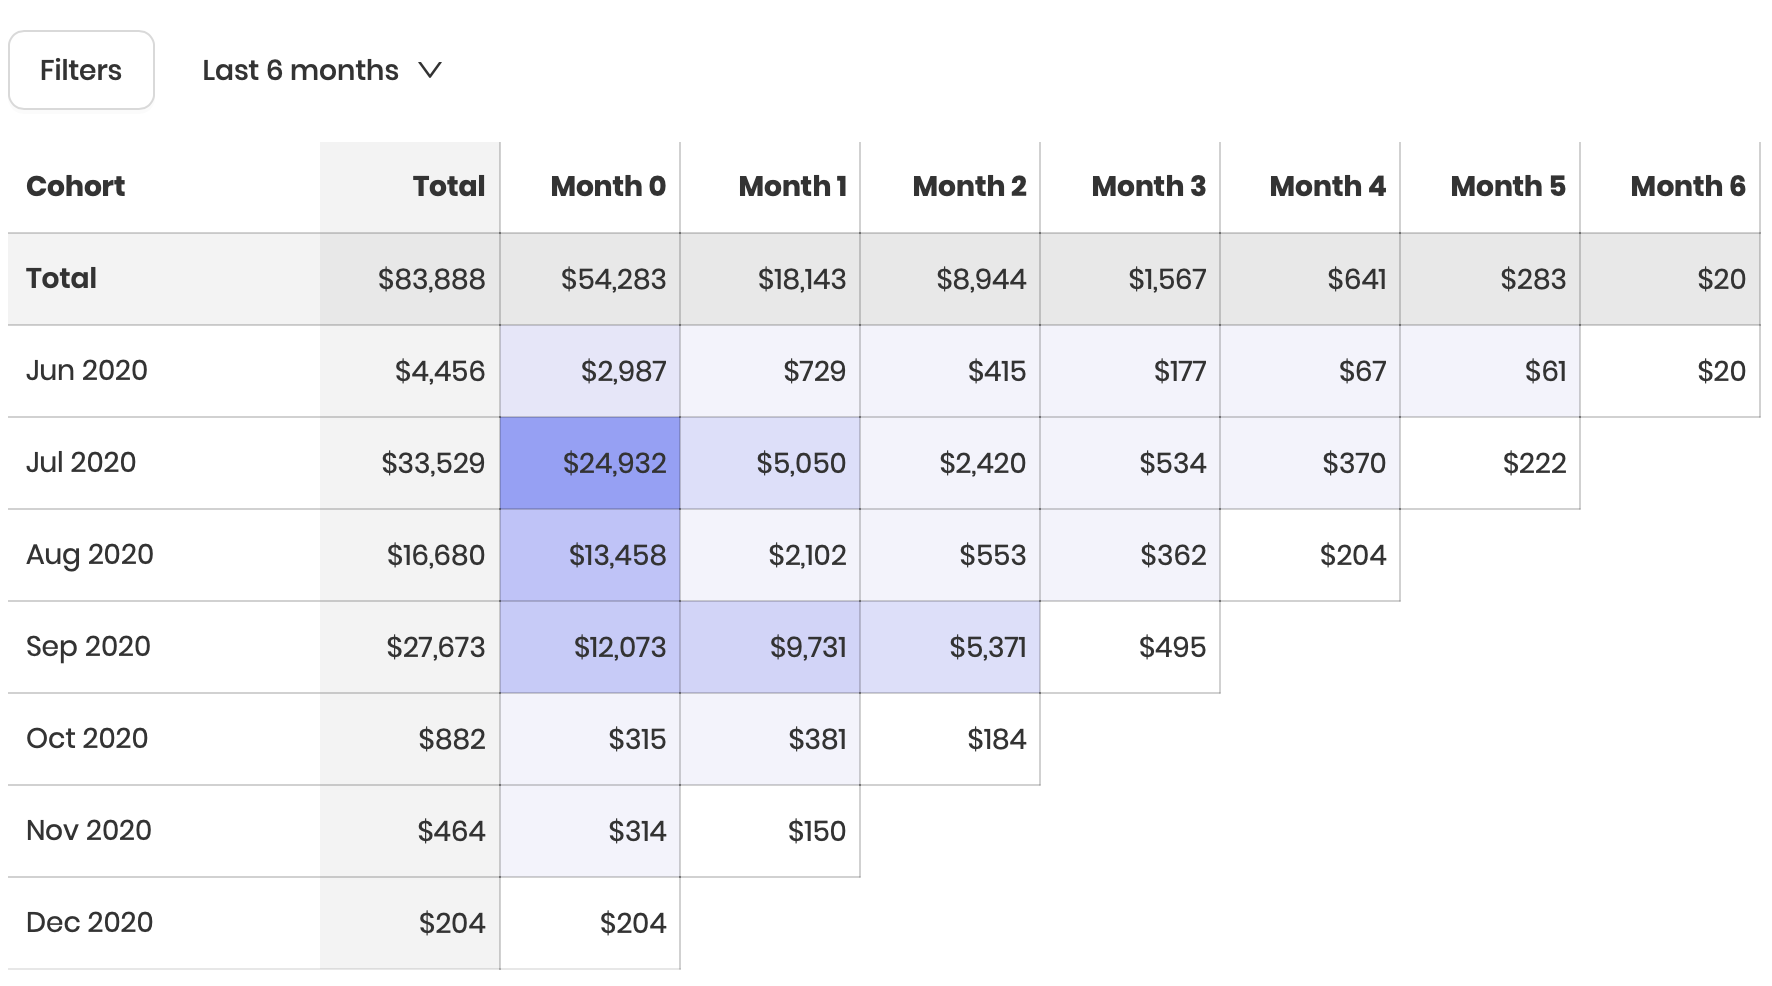 Filters Last 6 months
Cohort Total Month 0 Month 1 Month 2 Month 3 Month 4 Month 5 Month 6
Total $83,888 $54,283 $18,143 $8,944 $1,567 $641 $283 $20
Jun 2020 $4,456 $2,987 $729 $415 $177 $67 $61 $20
Jul 2020 $33,529 $24,932 $5,050 $2,420 $534 $370 $222
Aug 2020 $16,680 $13,458 $2,102 $553 $362 $204
Sep 2020 $27,673 $12,073 $9,731 $5,371 $495
Oct 2020 $882 $315 $381 $184
Nov 2020 $464 $314 $150
Dec 2020 $204 $204